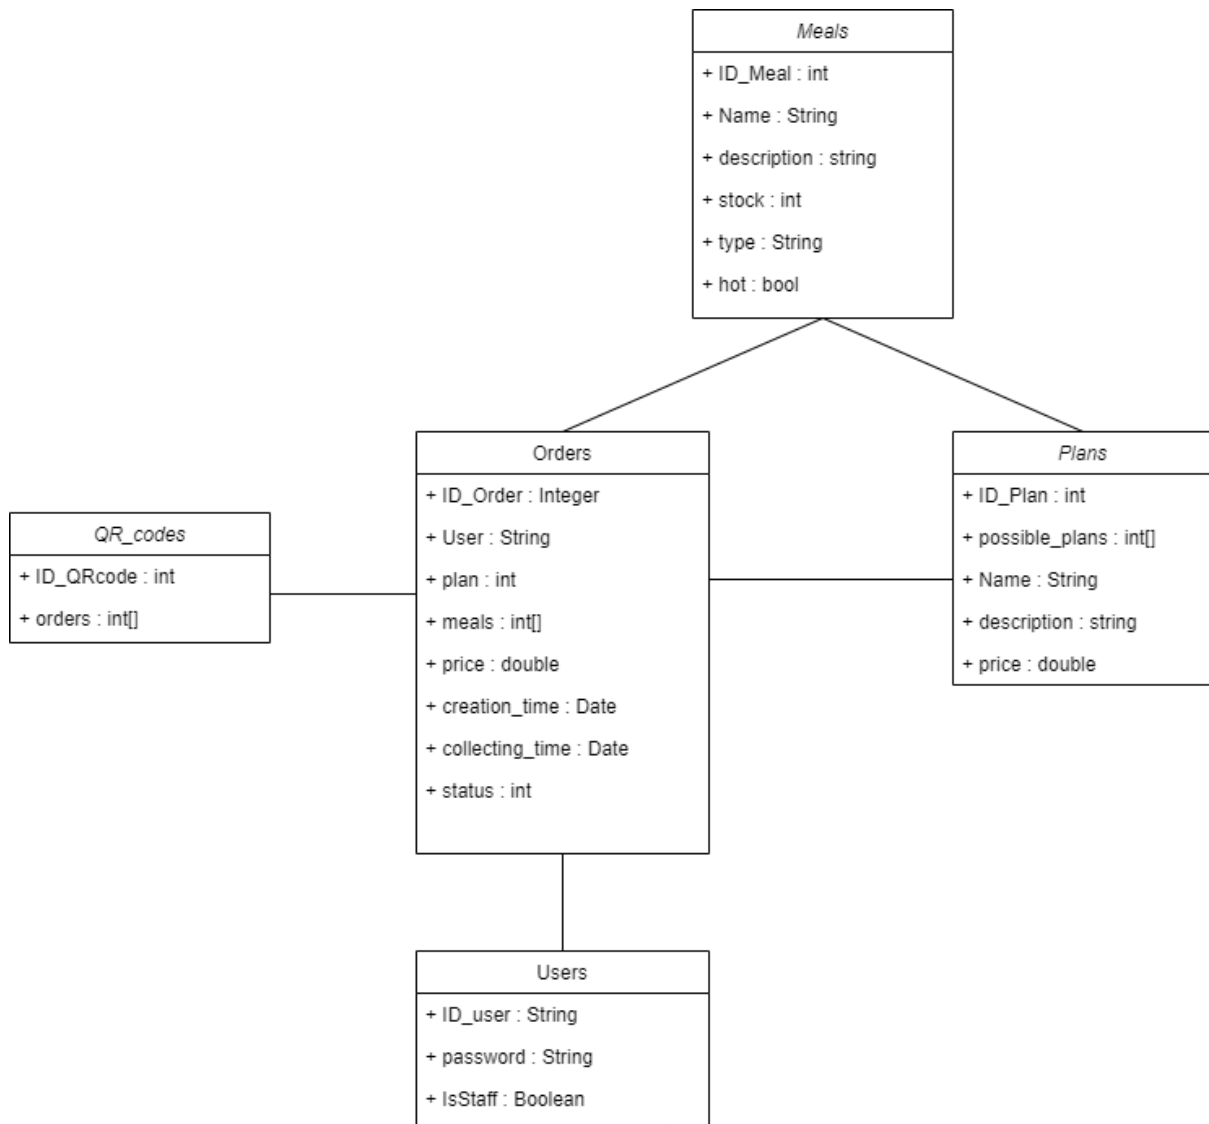 Meals
+ ID_Meal : int
+ Name : String
+ description : string
+ stock : int
+ type : String
+ hot : bool
Orders
+ ID_Order : Integer
+ User : String
+ plan : int
+ meals : int[]
+ price : double
+ creation_time : Date
+ collecting_time : Date
+ status : int
Plans
+ ID_Plan : int
+ possible_plans : int[]
+ Name : String
+ description : string
+ price : double
QR_codes
+ ID_QRcode : int
+ orders : int[]
Users
+ ID_user : String
+ password : String
+ IsStaff : Boolean